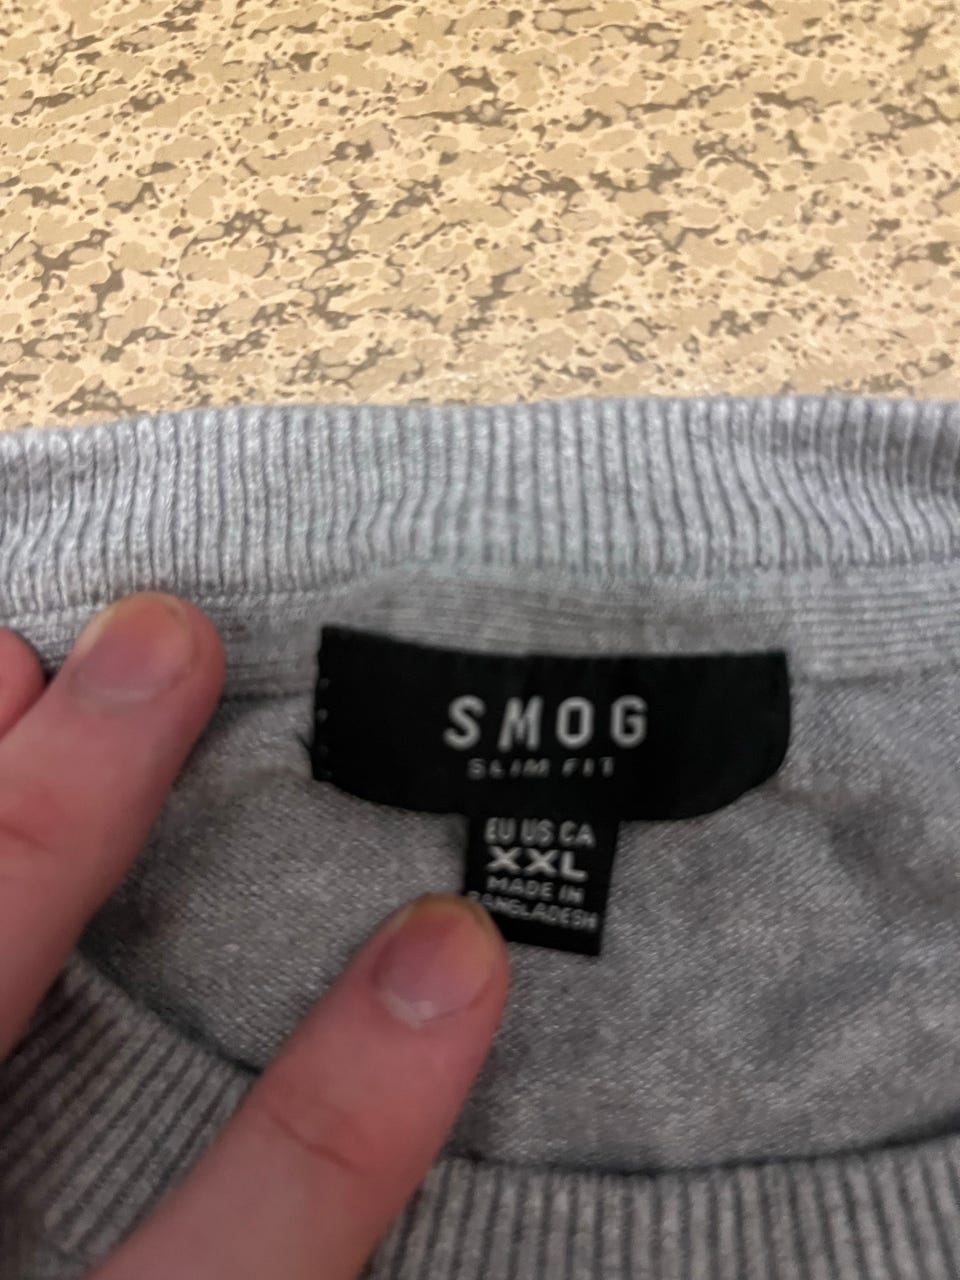 SMOG
SLIM FIT
EU US CA
XXL
MADE IN
BANGLADESH